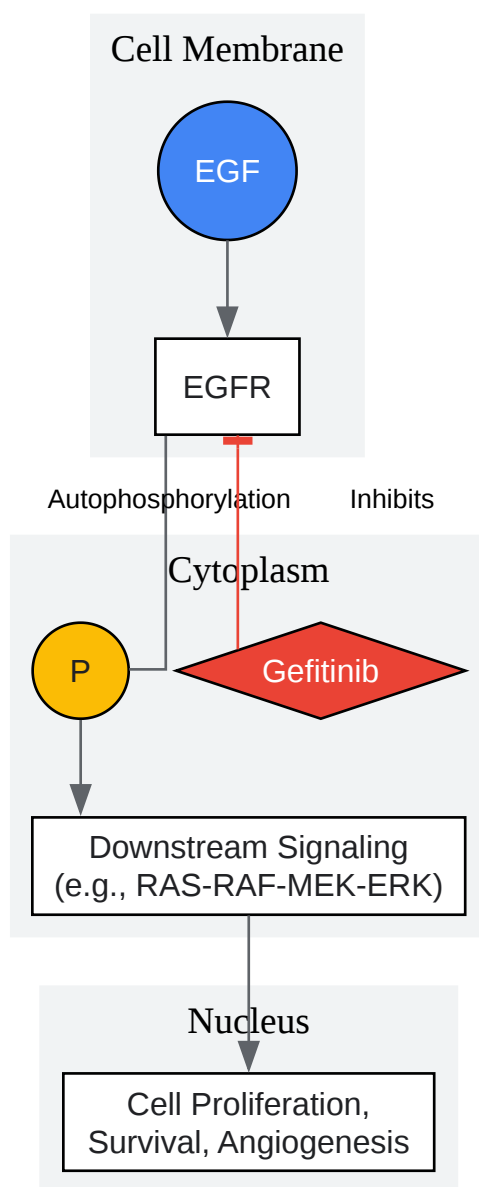 Cell Membrane
EGF
EGFR
Autophosphorylation
Inhibits
Cytoplasm
P
Gefitinib
Downstream Signaling
(e.g., RAS-RAF-MEK-ERK)
Nucleus
Cell Proliferation,
Survival, Angiogenesis